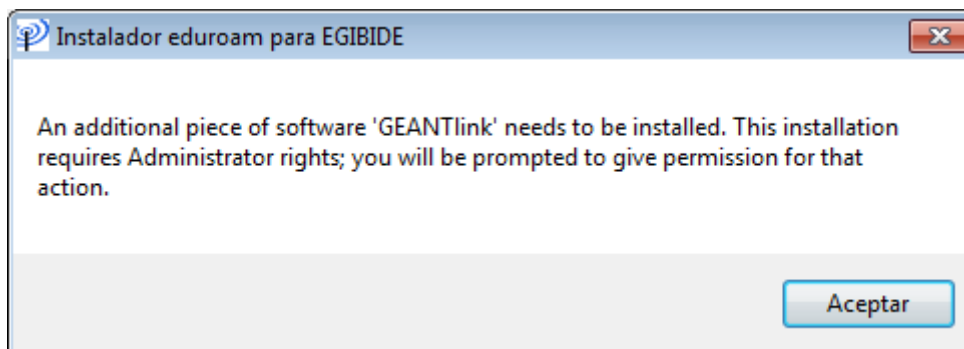 Instalador eduroam para EGIBIDE
An additional piece of software 'GEANTlink' needs to be installed. This installation
requires Administrator rights; you will be prompted to give permission for that
action.
Aceptar